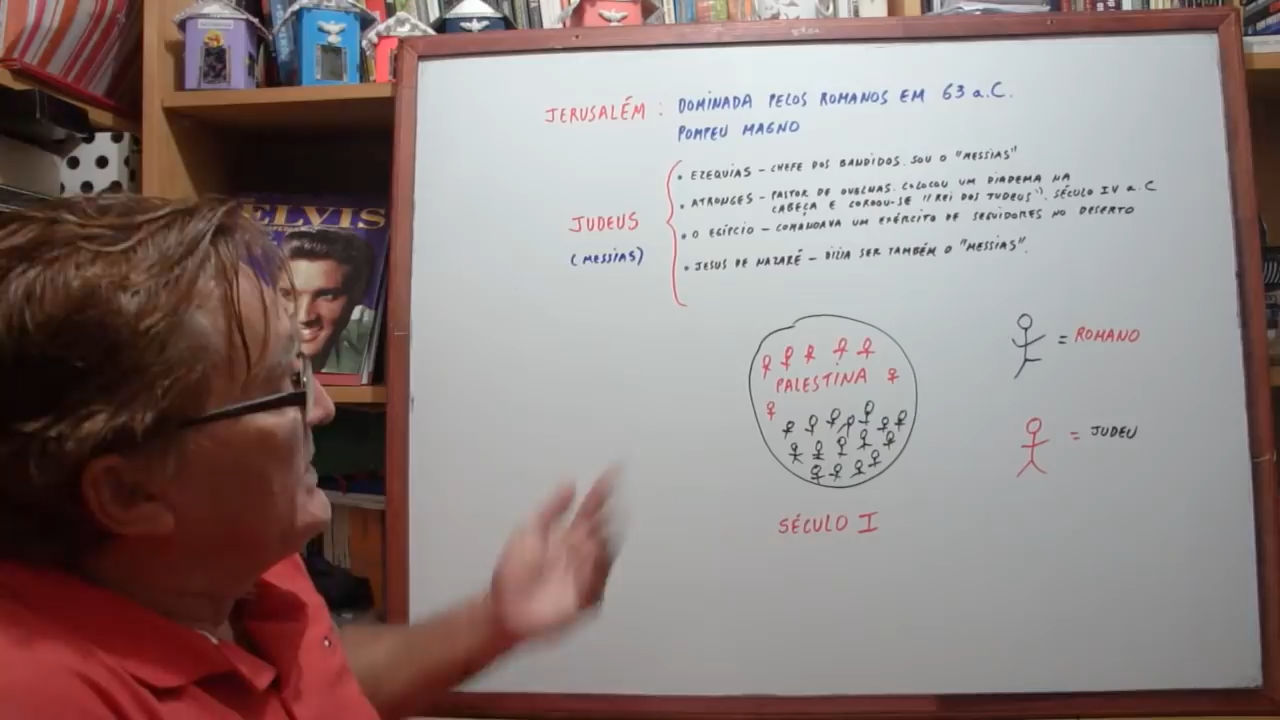 ELVIS
JERUSALÉM : DOMINADA PELOS ROMANOS EM 63 a.C.
POMPEU MAGNO
JUDEUS
(MESSIAS)
• EZEQUIAS – CHEFE DOS BANDIDOS. SOU O "MESSIAS"
• ATRONGES – PASTOR DE OVELHAS. COLOCOU UM DIADEMA NA
CABEÇA E COROOU-SE "REI DOS JUDEUS". SÉCULO IV a.C
• O EGÍPCIO – COMANDAVA UM EXÉRCITO DE SEGUIDORES NO DESERTO
• JESUS DE NAZARÉ – DIZIA SER TAMBÉM O "MESSIAS".
PALESTINA
SÉCULO I
= ROMANO
= JUDEU